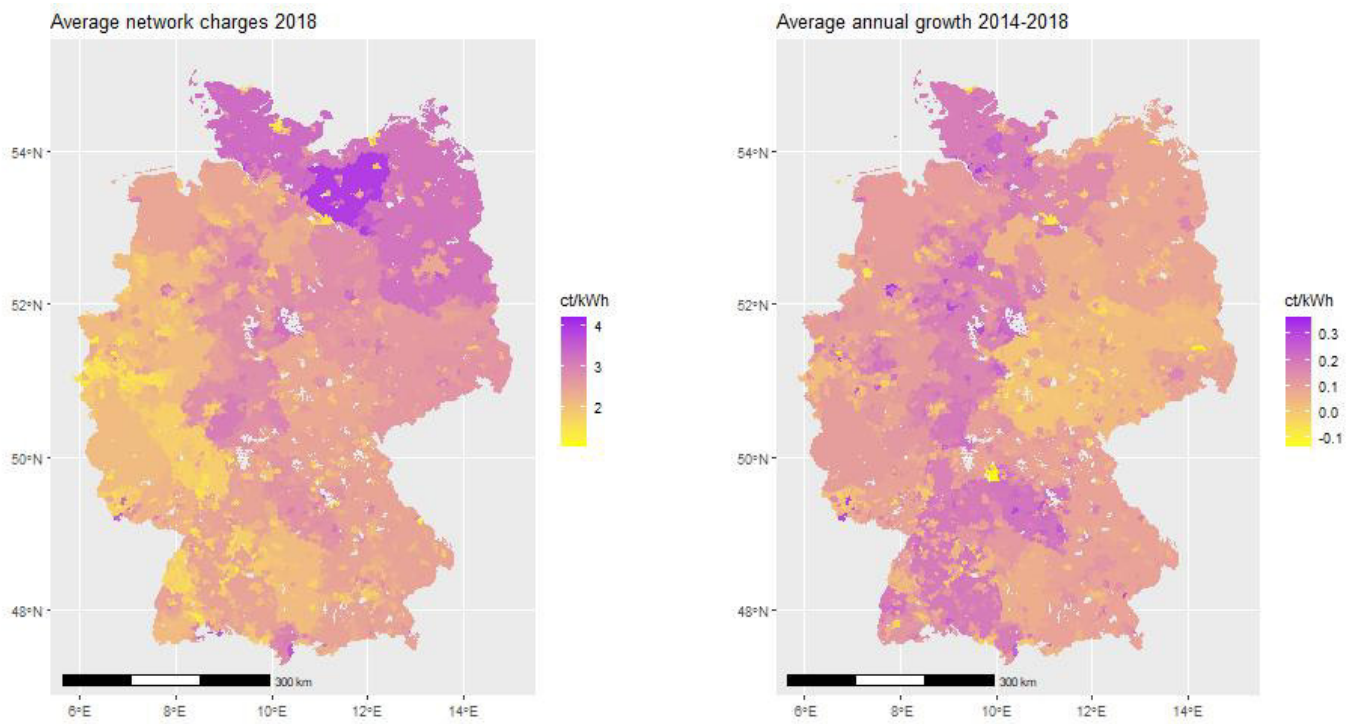 Average network charges 2018
54°N
52°N
50°N
48°N
6°E
8°E
10°E
12°E
14°E
300 km
ct/kWh
4
3
2
Average annual growth 2014-2018
54°N
52°N
50°N
48°N
6°E
8°E
10°E
12°E
14°E
300 km
ct/kWh
0.3
0.2
0.1
0.0
-0.1